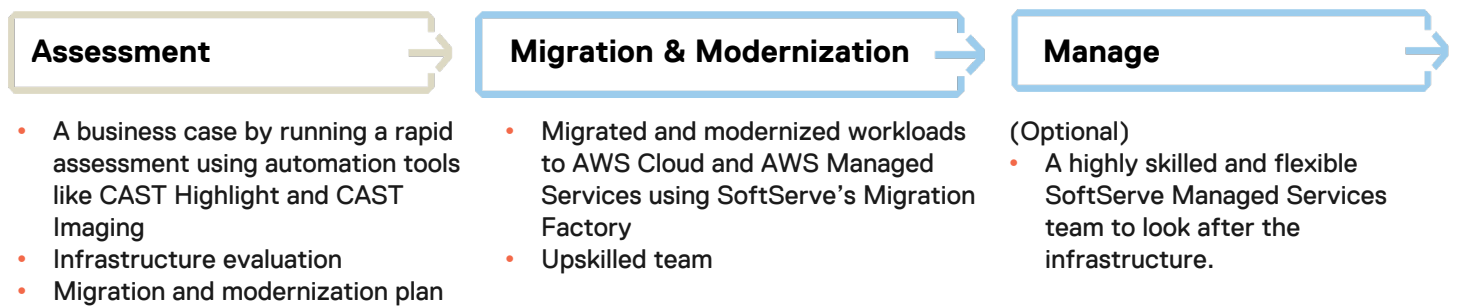 Assessment
• A business case by running a rapid
assessment using automation tools
like CAST Highlight and CAST
Imaging
• Infrastructure evaluation
• Migration and modernization plan
Migration & Modernization
• Migrated and modernized workloads
to AWS Cloud and AWS Managed
Services using SoftServe’s Migration
Factory
• Upskilled team
Manage
(Optional)
• A highly skilled and flexible
SoftServe Managed Services
team to look after the
infrastructure.